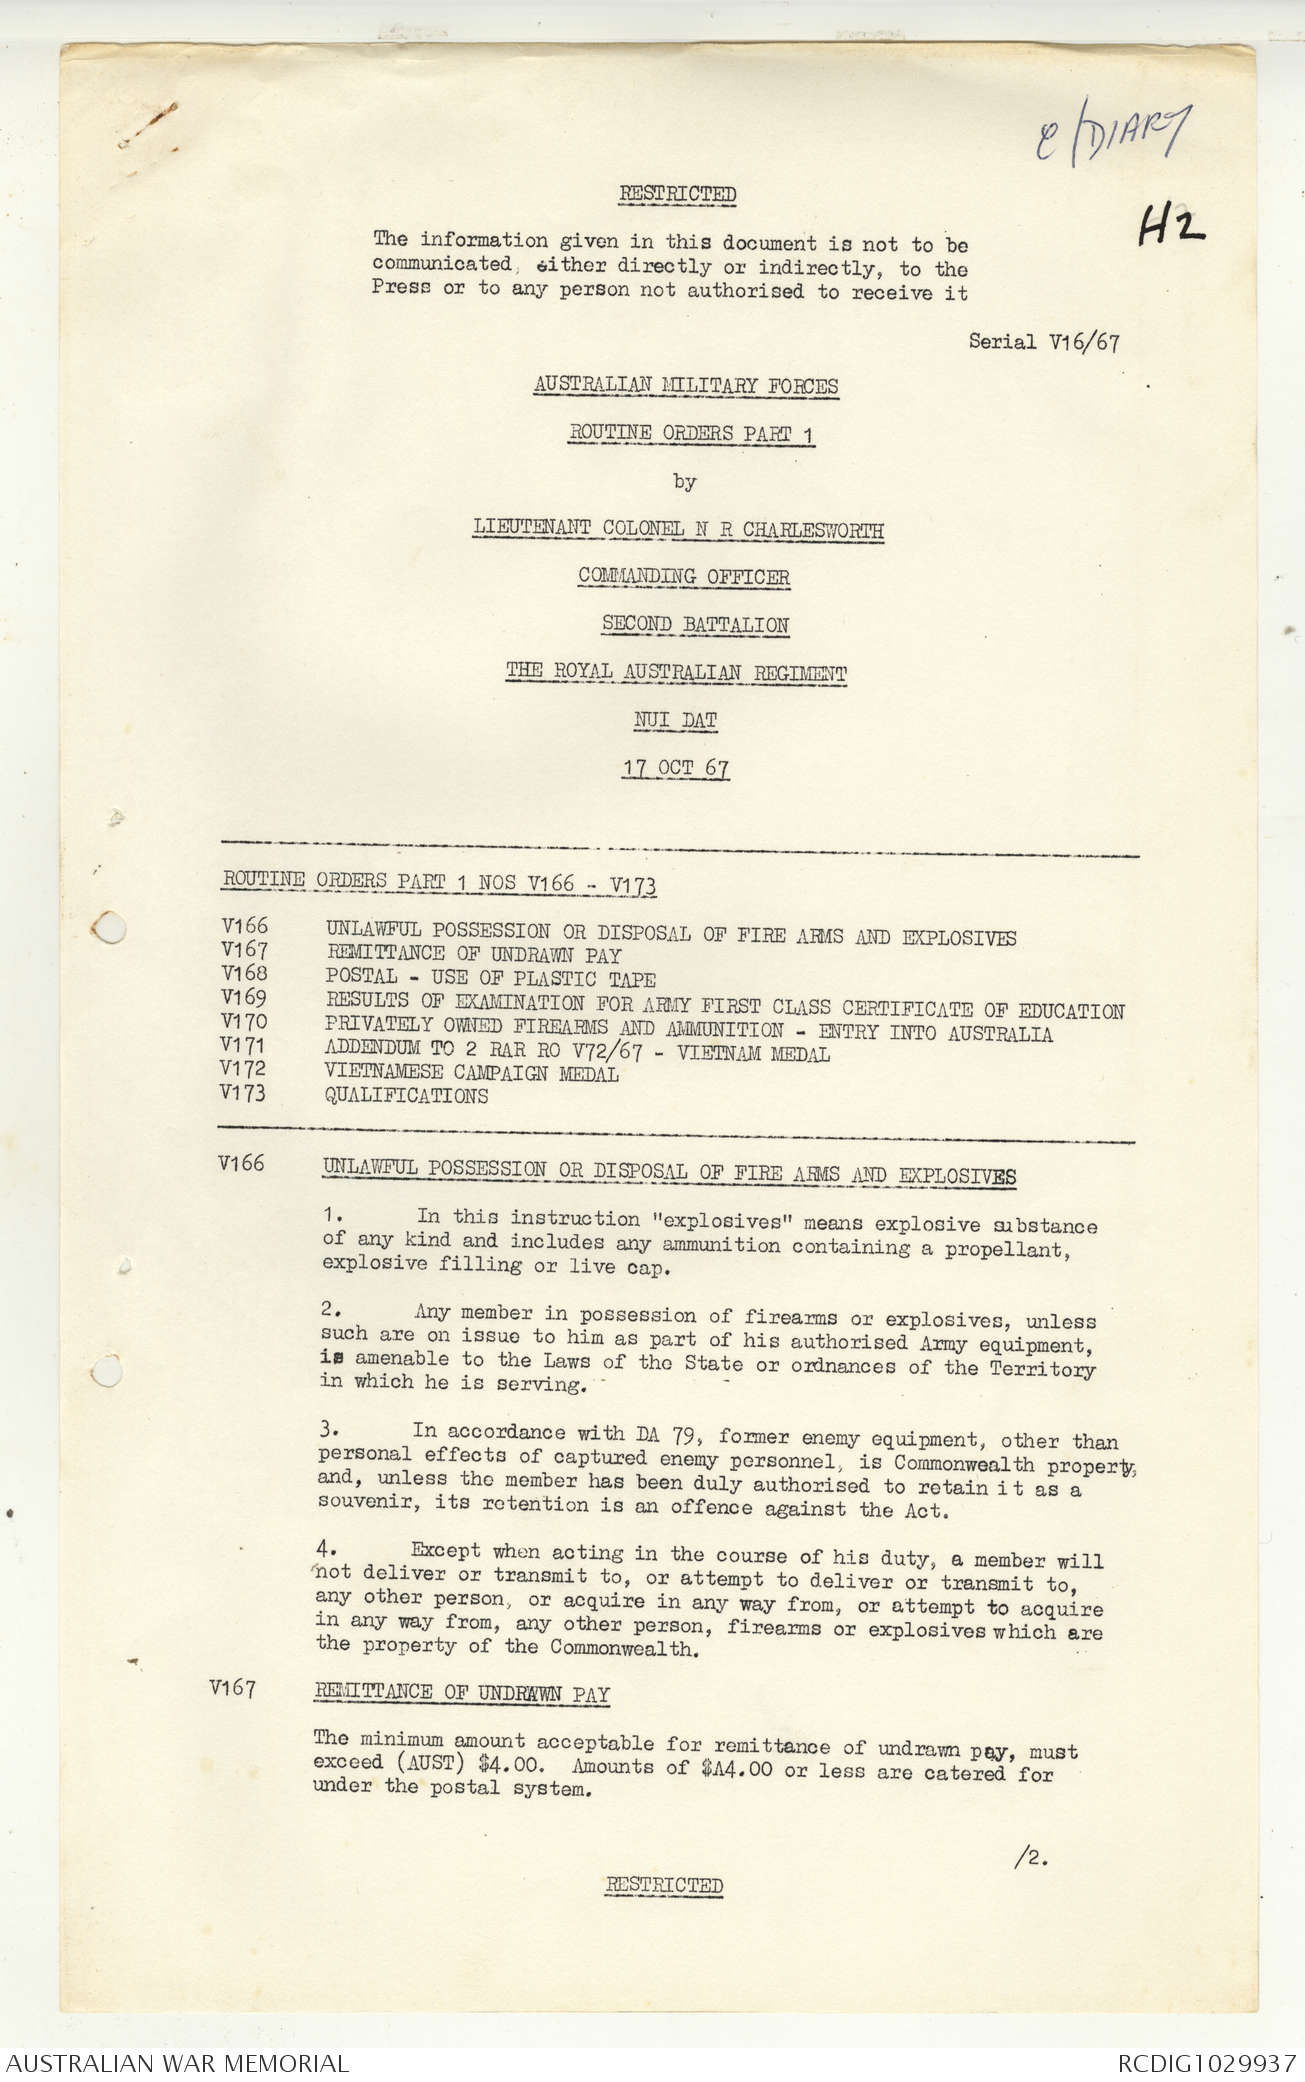 C/DIARY
H2
RESTRICTED
The information given in this document is not to be
communicated, either directly or indirectly, to the
Press or to any person not authorised to receive it
Serial V16/67
AUSTRALIAN MILITARY FORCES
ROUTINE ORDERS PART 1
by
LIEUTENANT COLONEL N R CHARLESWORTH
COMMANDING OFFICER
SECOND BATTALION
THE ROYAL AUSTRALIAN REGIMENT
NUI DAT
17 OCT 67
ROUTINE ORDERS PART 1 NOS V166 - V173
V166 UNLAWFUL POSSESSION OR DISPOSAL OF FIRE ARMS AND EXPLOSIVES
V167 REMITTANCE OF UNDRAWN PAY
V168 POSTAL - USE OF PLASTIC TAPE
V169 RESULTS OF EXAMINATION FOR ARMY FIRST CLASS CERTIFICATE OF EDUCATION
V170 PRIVATELY OWNED FIREARMS AND AMMUNITION - ENTRY INTO AUSTRALIA
V171 ADDENDUM TO 2 RAR RO V72/67 - VIETNAM MEDAL
V172 VIETNAMESE CAMPAIGN MEDAL
V173 QUALIFICATIONS
V166 UNLAWFUL POSSESSION OR DISPOSAL OF FIRE ARMS AND EXPLOSIVES
1. In this instruction "explosives" means explosive substance
of any kind and includes any ammunition containing a propellant,
explosive filling or live cap.
2. Any member in possession of firearms or explosives, unless
such are on issue to him as part of his authorised Army equipment,
is amenable to the Laws of the State or ordnances of the Territory
in which he is serving.
3. In accordance with DA 79, former enemy equipment, other than
personal effects of captured enemy personnel, is Commonwealth property,
and, unless the member has been duly authorised to retain it as a
souvenir, its retention is an offence against the Act.
4. Except when acting in the course of his duty, a member will
not deliver or transmit to, or attempt to deliver or transmit to,
any other person, or acquire in any way from, or attempt to acquire
in any way from, any other person, firearms or explosives which are
the property of the Commonwealth.
V167 REMITTANCE OF UNDRAWN PAY
The minimum amount acceptable for remittance of undrawn pay, must
exceed (AUST) $4.00. Amounts of $A4.00 or less are catered for
under the postal system.
/2.
RESTRICTED
AUSTRALIAN WAR MEMORIAL
RCDIG1029937